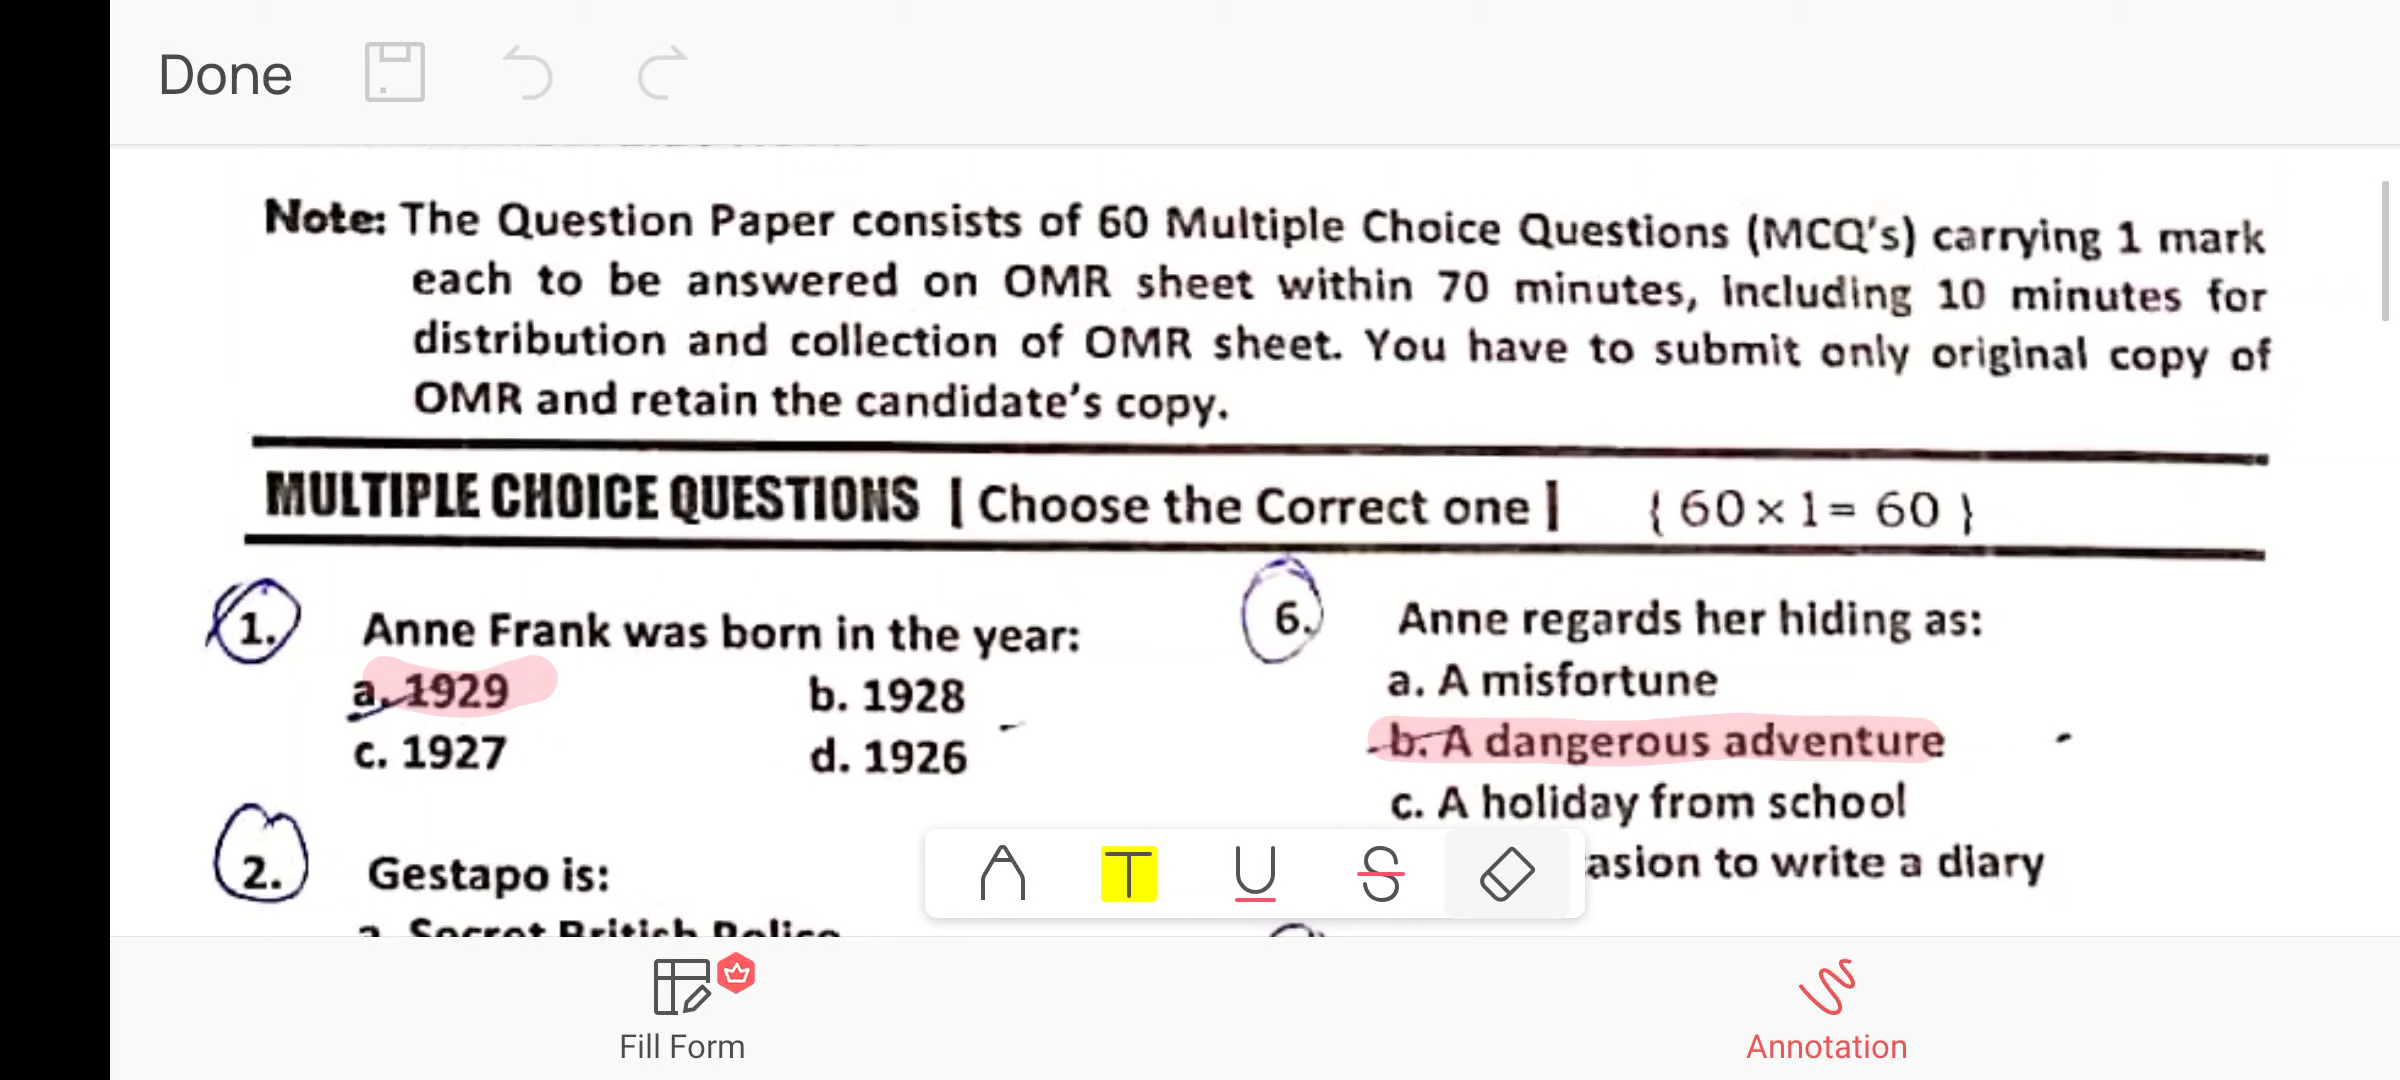 Done
Note: The Question Paper consists of 60 Multiple Choice Questions (MCQ's) carrying 1 mark
each to be answered on OMR sheet within 70 minutes, including 10 minutes for
distribution and collection of OMR sheet. You have to submit only original copy of
OMR and retain the candidate's copy.
MULTIPLE CHOICE QUESTIONS | Choose the Correct one | { 60 × 1 = 60 }
1. Anne Frank was born in the year:
a. 1929 b. 1928
c. 1927 d. 1926
2. Gestapo is:
a. Secret British Police
6. Anne regards her hiding as:
a. A misfortune
b. A dangerous adventure
c. A holiday from school
asion to write a diary
A T U S
Fill Form
Annotation